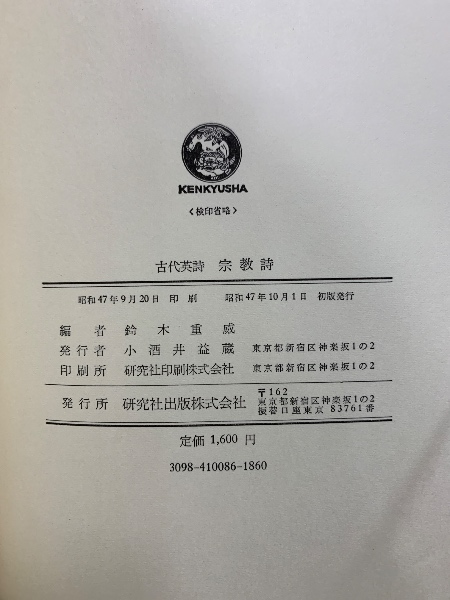 KENKYUSHA
〈検印省略〉
古代英詩 宗教詩
昭和47年9月20日 印刷 昭和47年10月1日 初版発行
編者 鈴木重威
発行者 小酒井益蔵 東京都新宿区神楽坂1の2
印刷所 研究社印刷株式会社 東京都新宿区神楽坂1の2
発行所 研究社出版株式会社
〒162
東京都新宿区神楽坂1の2
振替口座東京 83761番
定価 1,600 円
3098-410086-1860